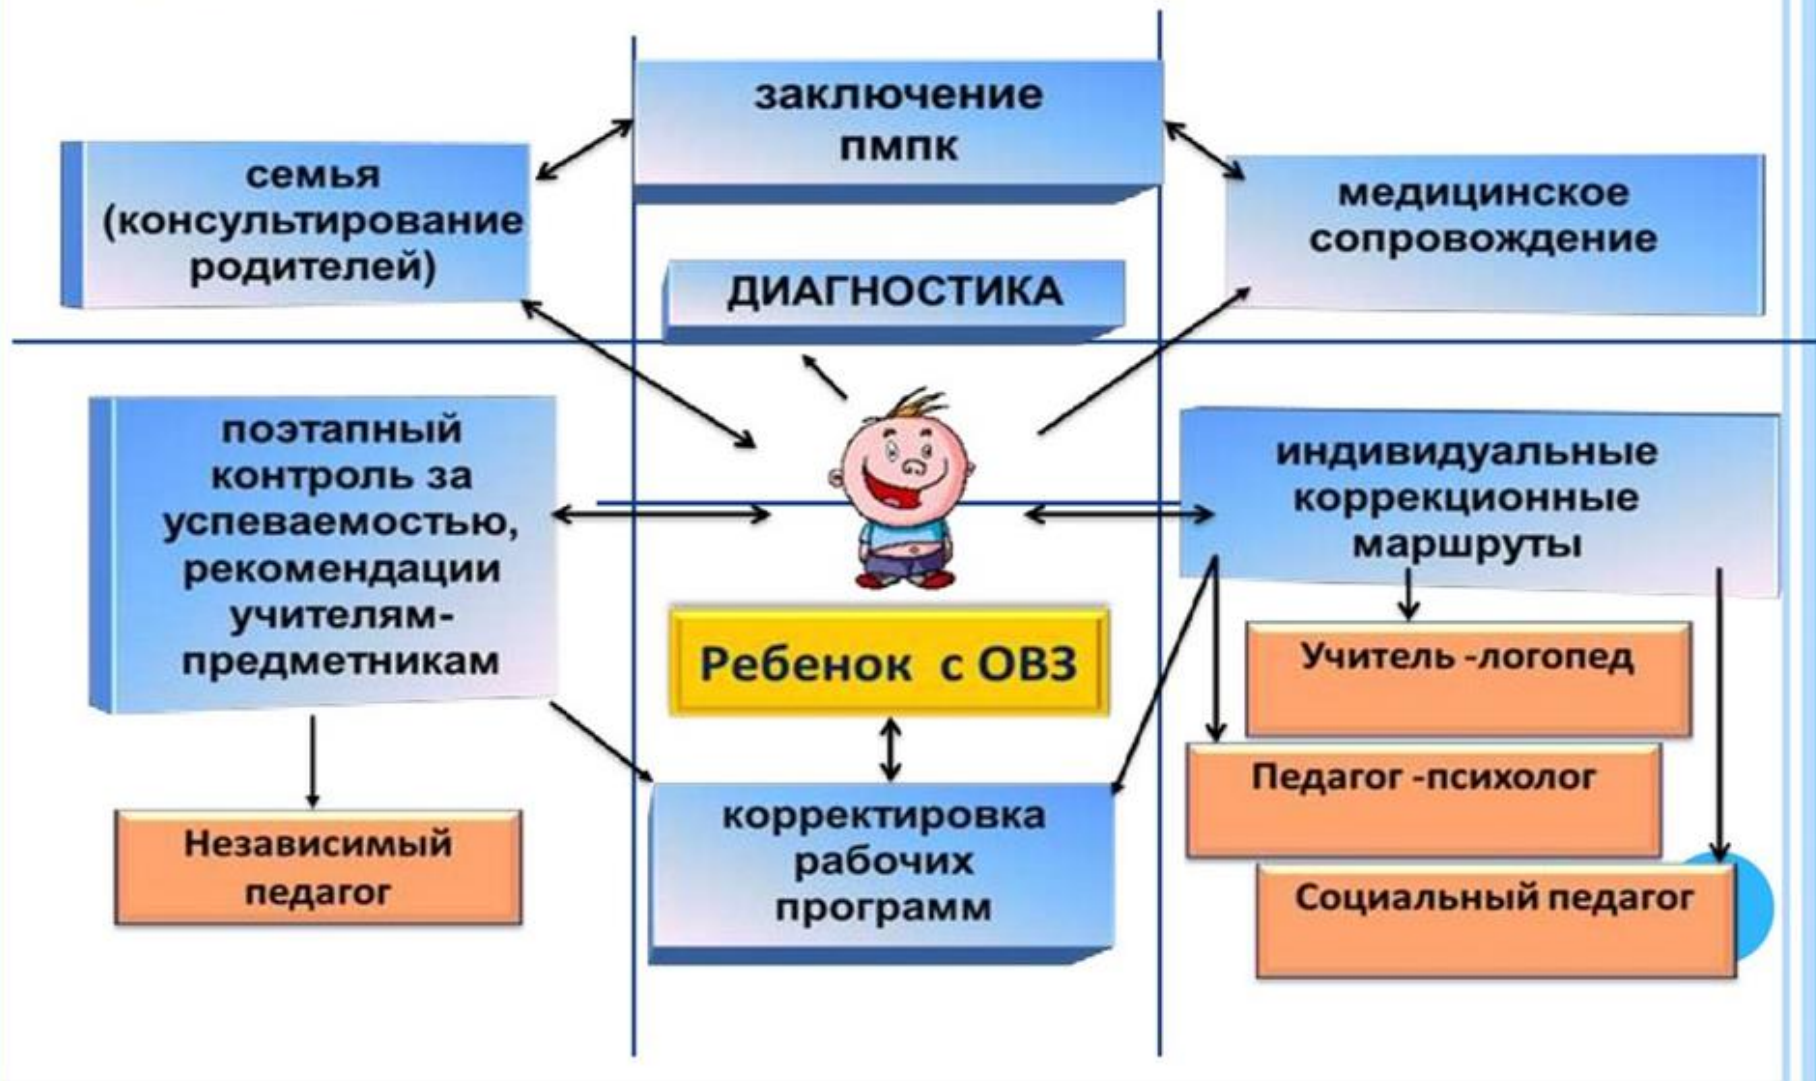 заключение
пмпк
семья
(консультирование
родителей)
медицинское
сопровождение
ДИАГНОСТИКА
поэтапный
контроль за
успеваемостью,
рекомендации
учителям-
предметникам
индивидуальные
коррекционные
маршруты
Ребенок с ОВЗ
Учитель -логопед
Педагог -психолог
Социальный педагог
Независимый
педагог
корректировка
рабочих
программ